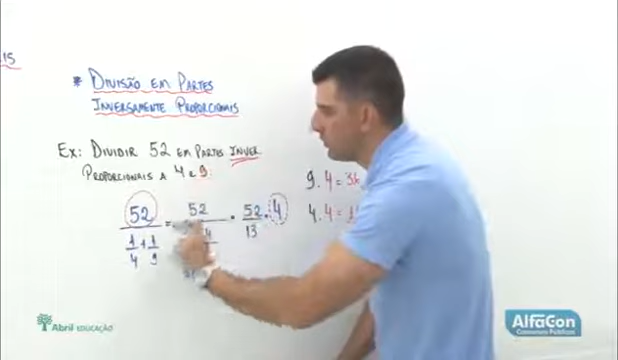 15
* DIVISÃO EM PARTES
INVERSAMENTE PROPORCIONAIS
EX: DIVIDIR 52 EM PARTES INVER
PROPORCIONAIS A 4 E 9.
9.4=36
4.4=1
52 = 52 . 52 . 4
1/4 + 1/9 13
Abril EDUCAÇÃO
AlfaCon
Concursos Públicos